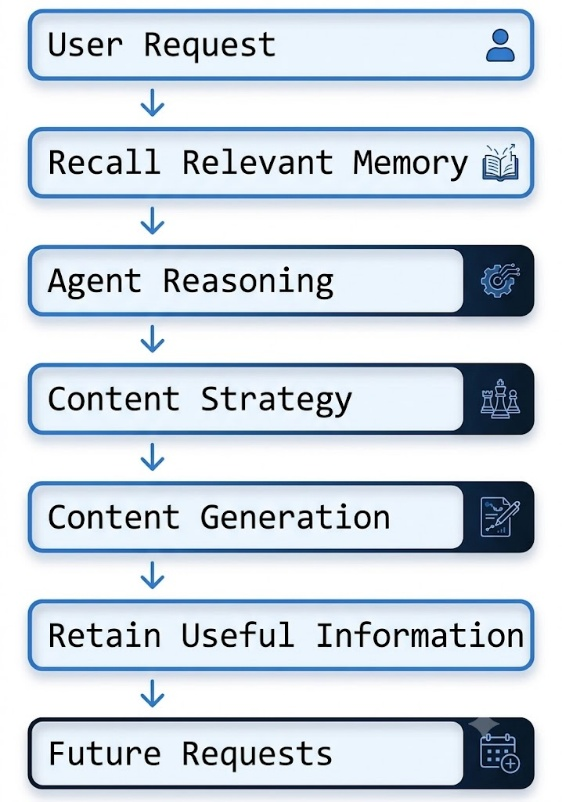 User Request
Recall Relevant Memory
Agent Reasoning
Content Strategy
Content Generation
Retain Useful Information
Future Requests